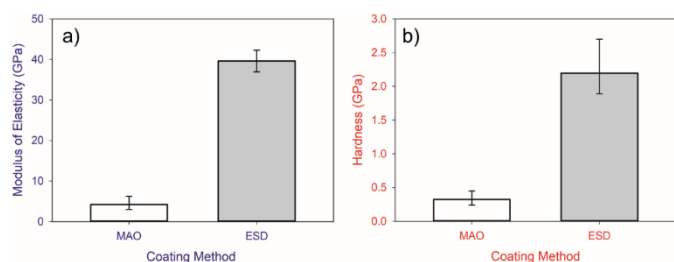 a)
Modulus of Elasticity (GPa)
50
40
30
20
10
0
MAO ESD
Coating Method
b)
Hardness (GPa)
3.0
2.5
2.0
1.5
1.0
0.5
0.0
MAO ESD
Coating Method